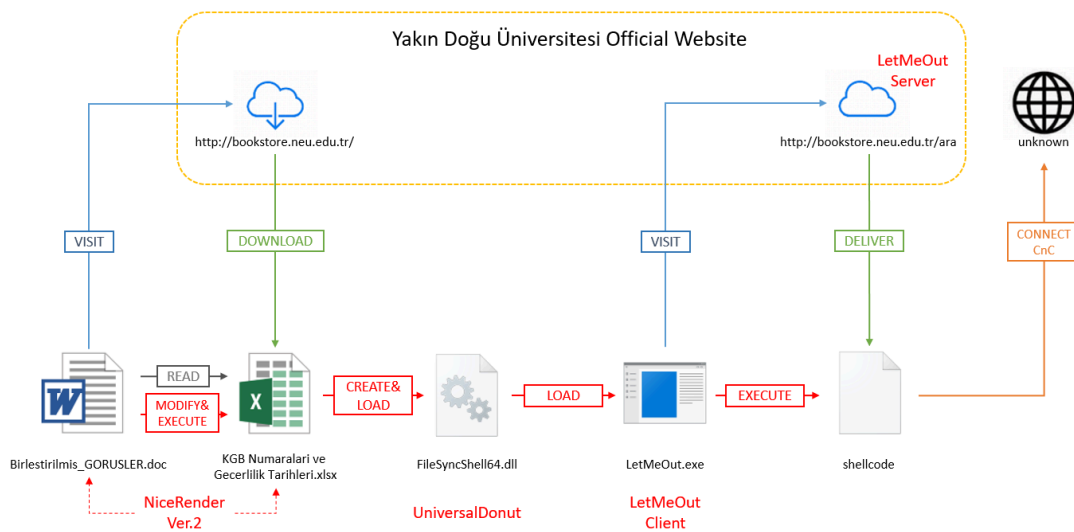 Yakın Doğu Üniversitesi Official Website
LetMeOut
Server
http://bookstore.neu.edu.tr/
http://bookstore.neu.edu.tr/ara
unknown
VISIT
DOWNLOAD
VISIT
DELIVER
CONNECT
CnC
READ
MODIFY&
EXECUTE
W
X
CREATE&
LOAD
LOAD
EXECUTE
Birlestirilmis_GORUSLER.doc
KGB Numaralari ve
Gecerlilik Tarihleri.xlsx
FileSyncShell64.dll
LetMeOut.exe
shellcode
NiceRender
Ver.2
UniversalDonut
LetMeOut
Client